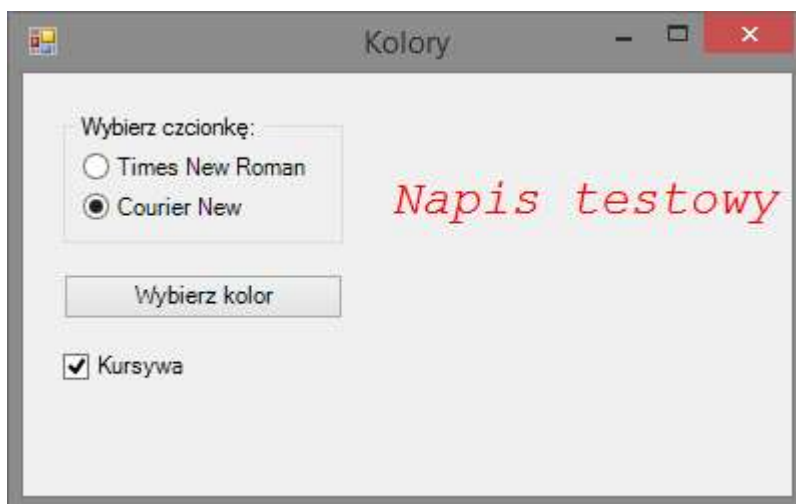 Kolory
Wybierz czcionkę:
Times New Roman
Courier New
Napis testowy
Wybierz kolor
Kursywa